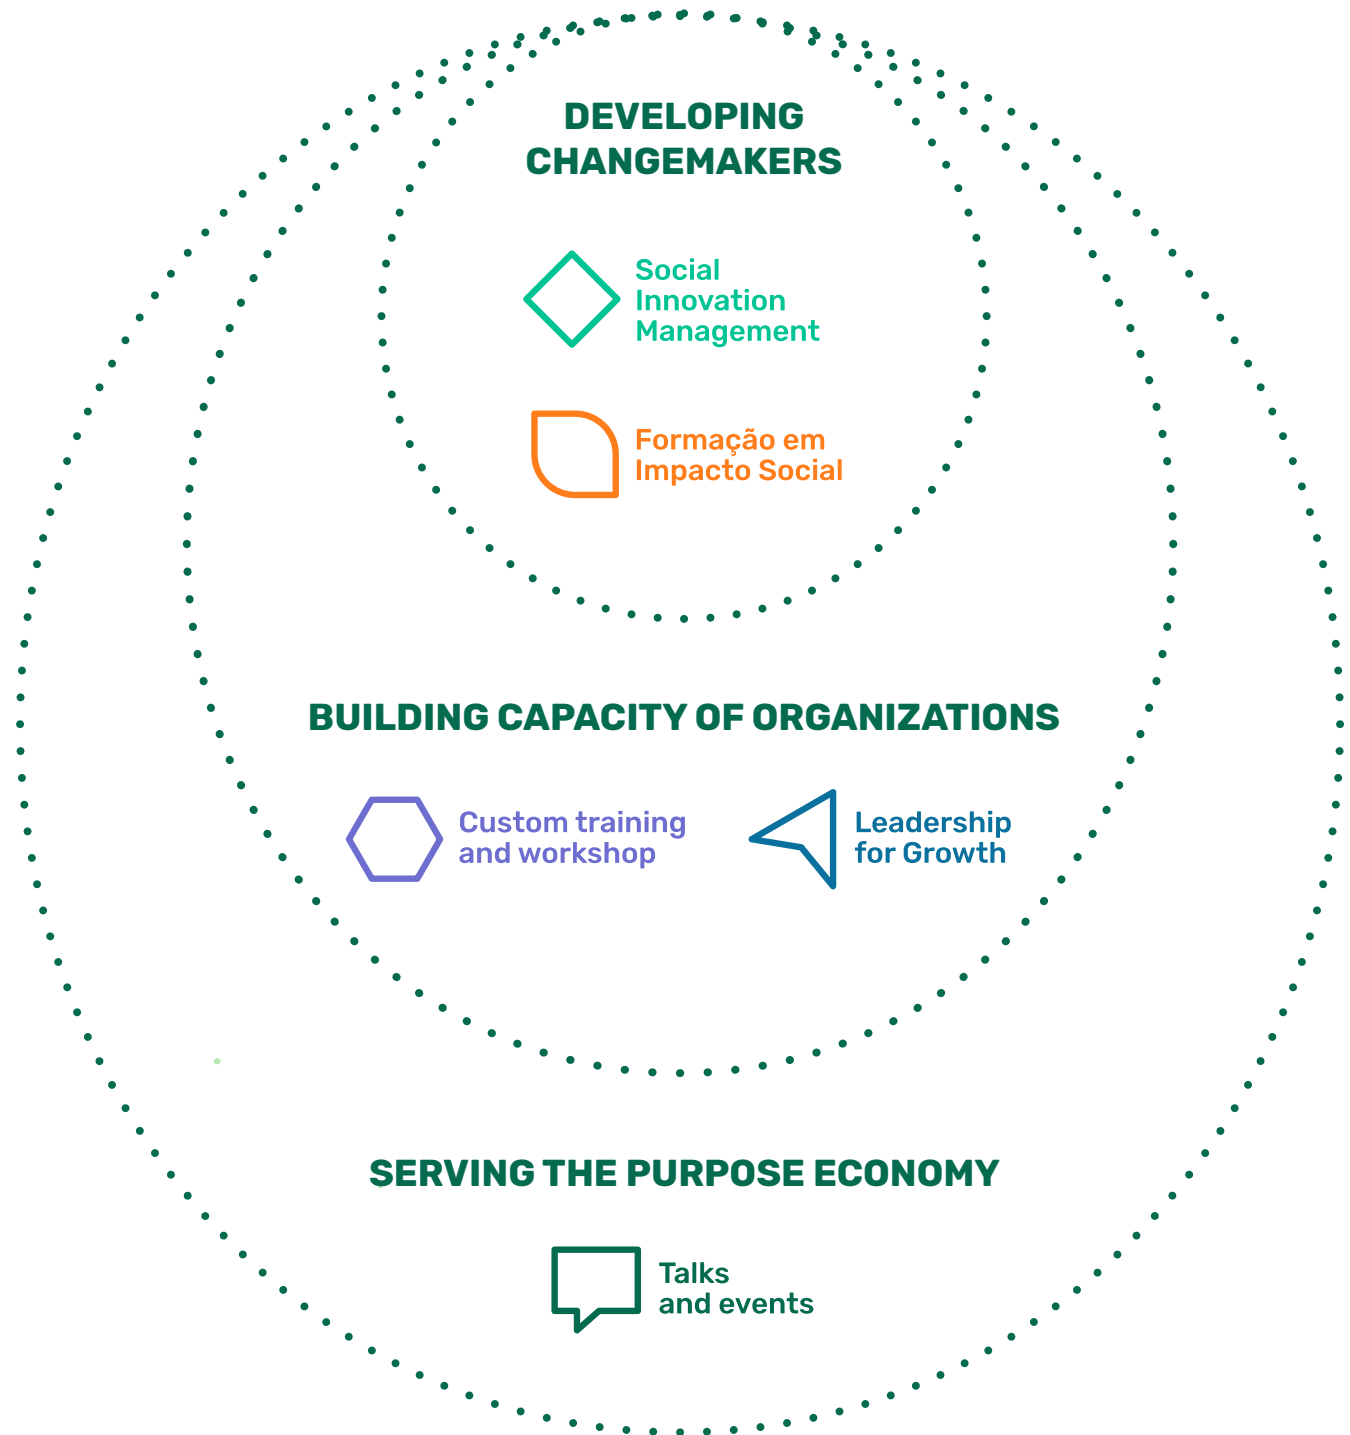 DEVELOPING
CHANGEMAKERS
Social
Innovation
Management
Formação em
Impacto Social
BUILDING CAPACITY OF ORGANIZATIONS
Custom training
and workshop
Leadership
for Growth
SERVING THE PURPOSE ECONOMY
Talks
and events